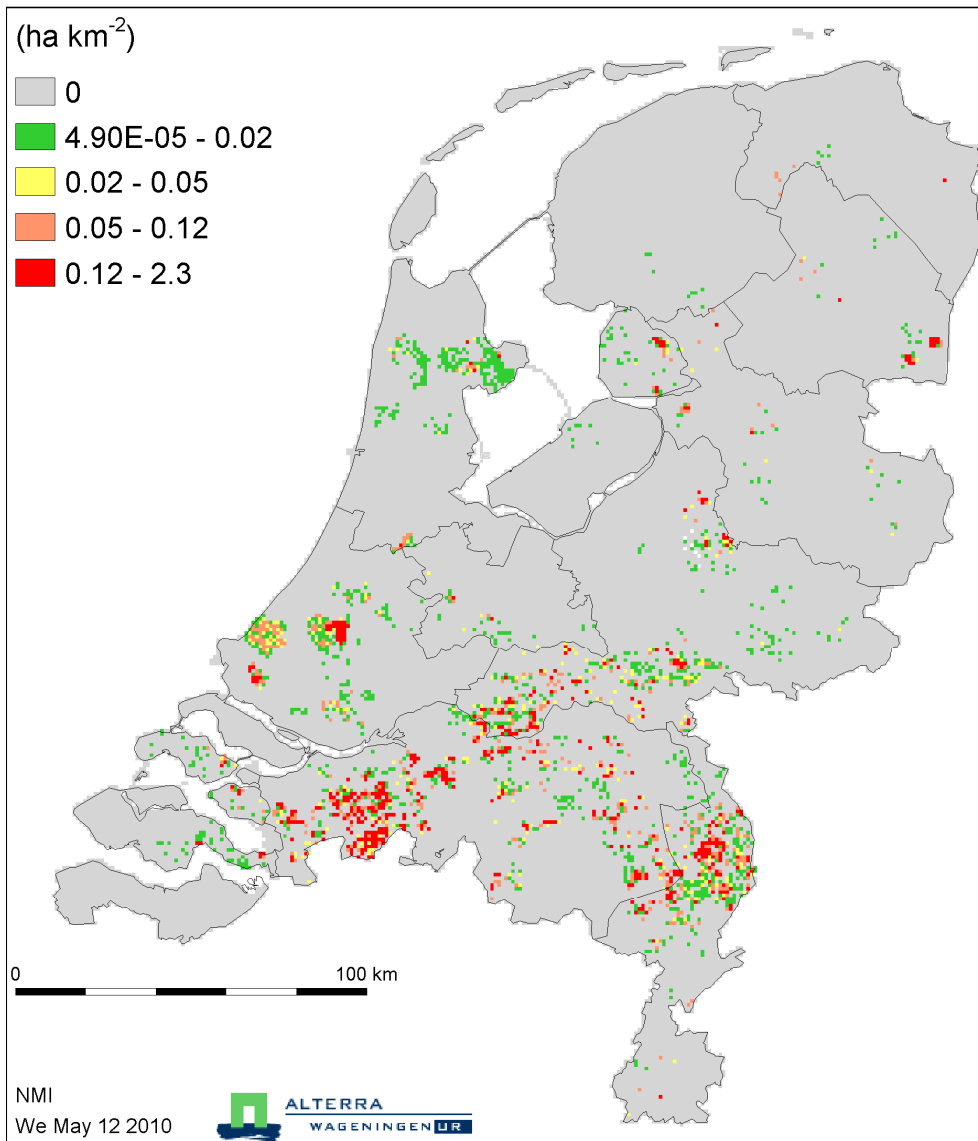 (ha km-2)
0
4.90E-05 - 0.02
0.02 - 0.05
0.05 - 0.12
0.12 - 2.3
0 100 km
NMI
We May 12 2010
ALTERRA
WAGENINGEN UR